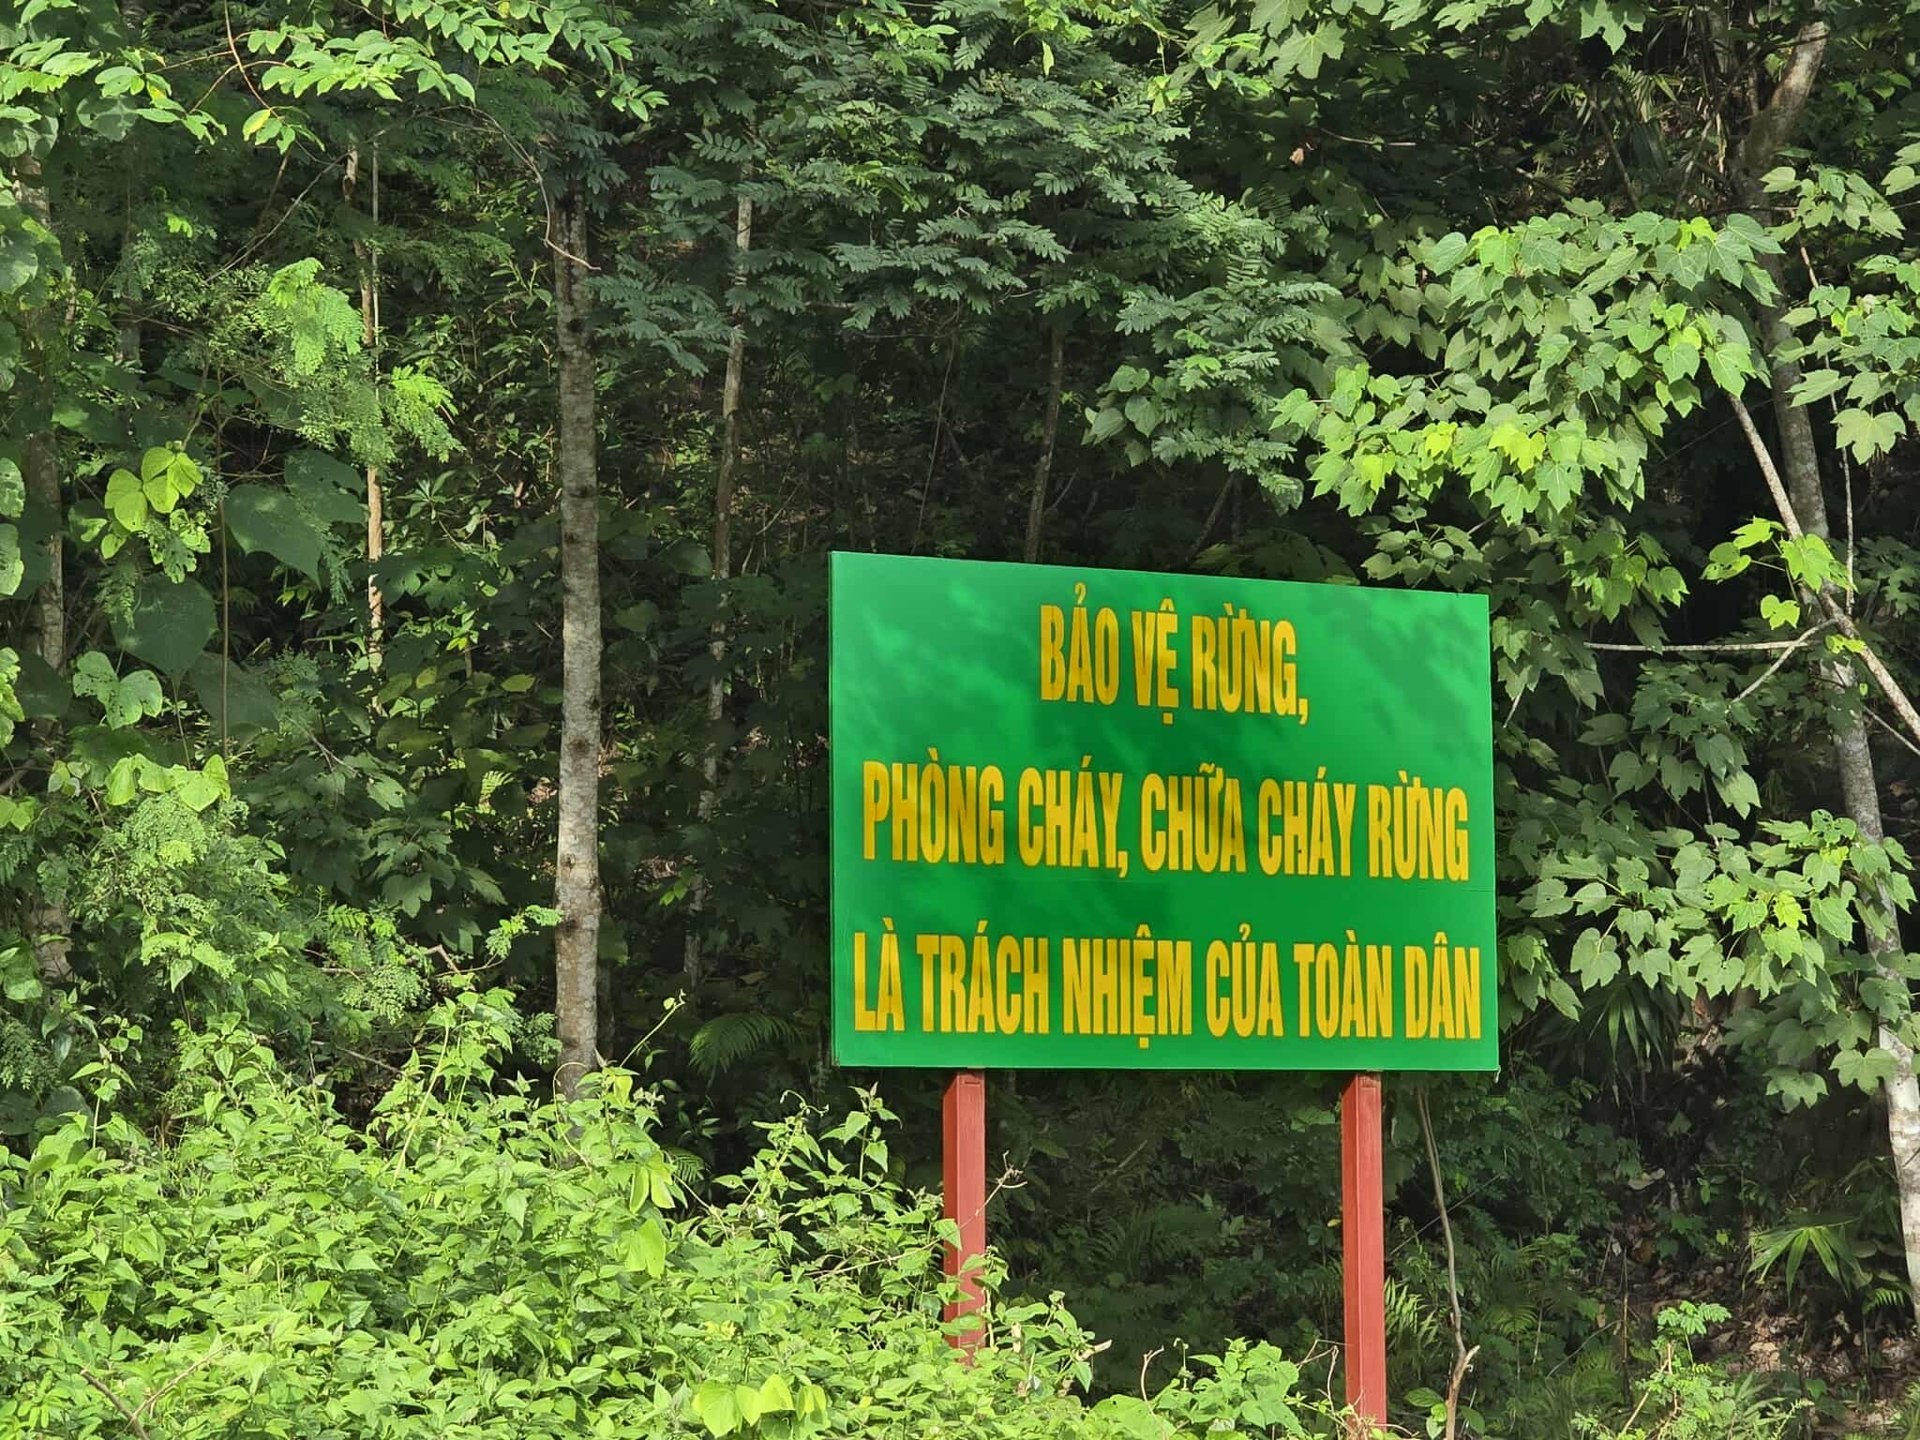 BẢO VỆ RỪNG,
PHÒNG CHÁY, CHỮA CHÁY RỪNG
LÀ TRÁCH NHIỆM CỦA TOÀN DÂN